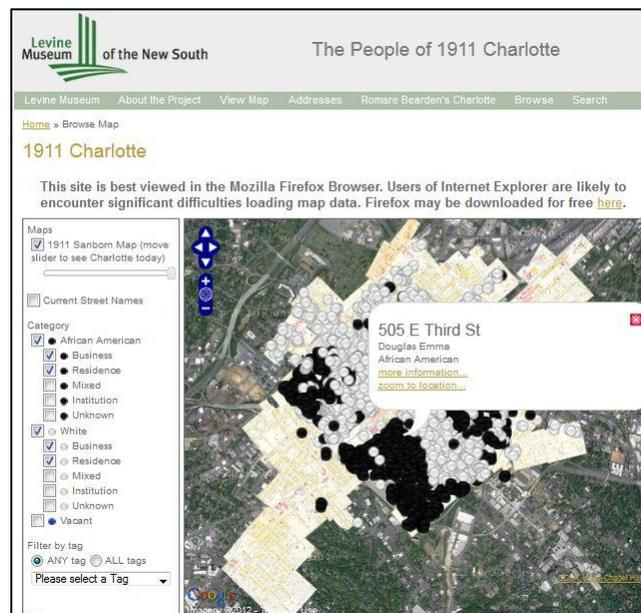 Levine
Museum of the New South
The People of 1911 Charlotte
Levine Museum About the Project View Map Addresses Romare Bearden's Charlotte Browse Search
Home » Browse Map
1911 Charlotte
This site is best viewed in the Mozilla Firefox Browser. Users of Internet Explorer are likely to
encounter significant difficulties loading map data. Firefox may be downloaded for free here.
Maps
1911 Sanborn Map (move
slider to see Charlotte today)
Current Street Names
Category
African American
Business
Residence
Mixed
Institution
Unknown
White
Business
Residence
Mixed
Institution
Unknown
Vacant
Filter by tag
ANY tag ALL tags
Please select a Tag
505 E Third St
Douglas Emma
African American
more information...
zoom to location...
Google
Imagery ©2012
Chapel Hill